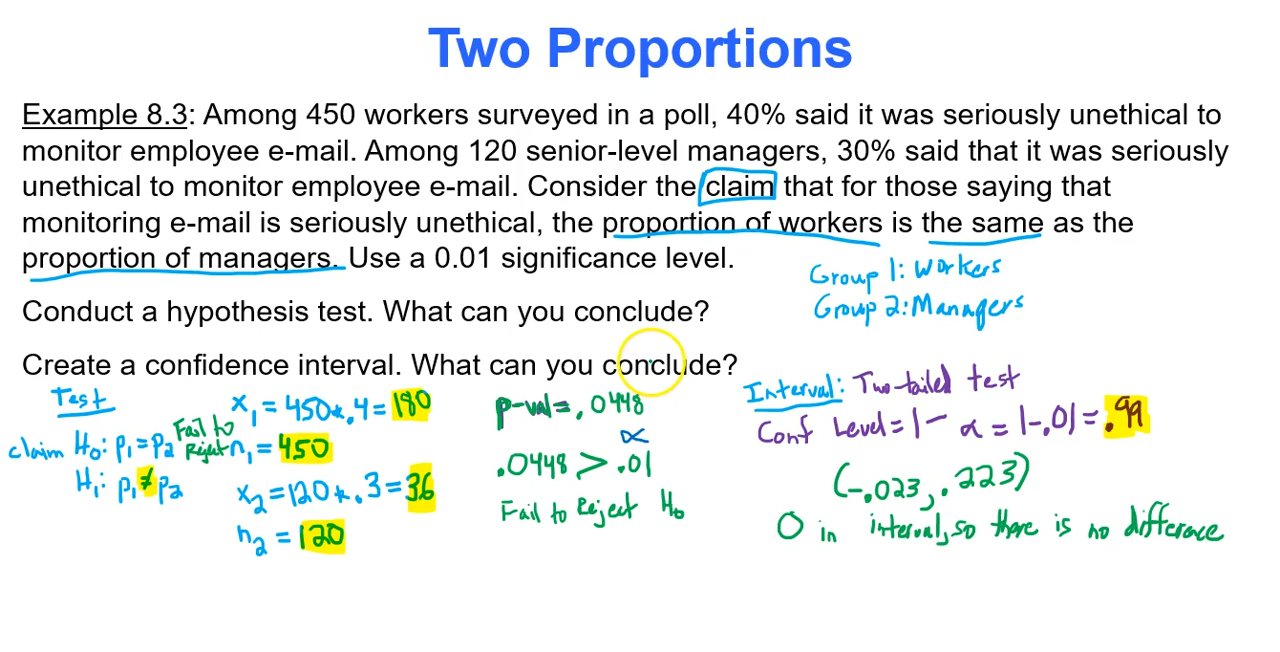 Two Proportions
Example 8.3: Among 450 workers surveyed in a poll, 40% said it was seriously unethical to
monitor employee e-mail. Among 120 senior-level managers, 30% said that it was seriously
unethical to monitor employee e-mail. Consider the claim that for those saying that
monitoring e-mail is seriously unethical, the proportion of workers is the same as the
proportion of managers. Use a 0.01 significance level.
Group 1: Workers
Group 2: Managers
Conduct a hypothesis test. What can you conclude?
Create a confidence interval. What can you conclude?
Test
claim H₀: p₁ = p₂ Fail to Reject
H₁: p₁ ≠ p₂
x₁ = 450*.4 = 180
n₁ = 450
x₂ = 120*.3 = 36
n₂ = 120
p-val = .0448
α
.0448 > .01
Fail to Reject H₀
Interval: Two-tailed test
Conf Level = 1 - α = 1-.01 = .99
(-.023, .223)
0 in interval, so there is no difference